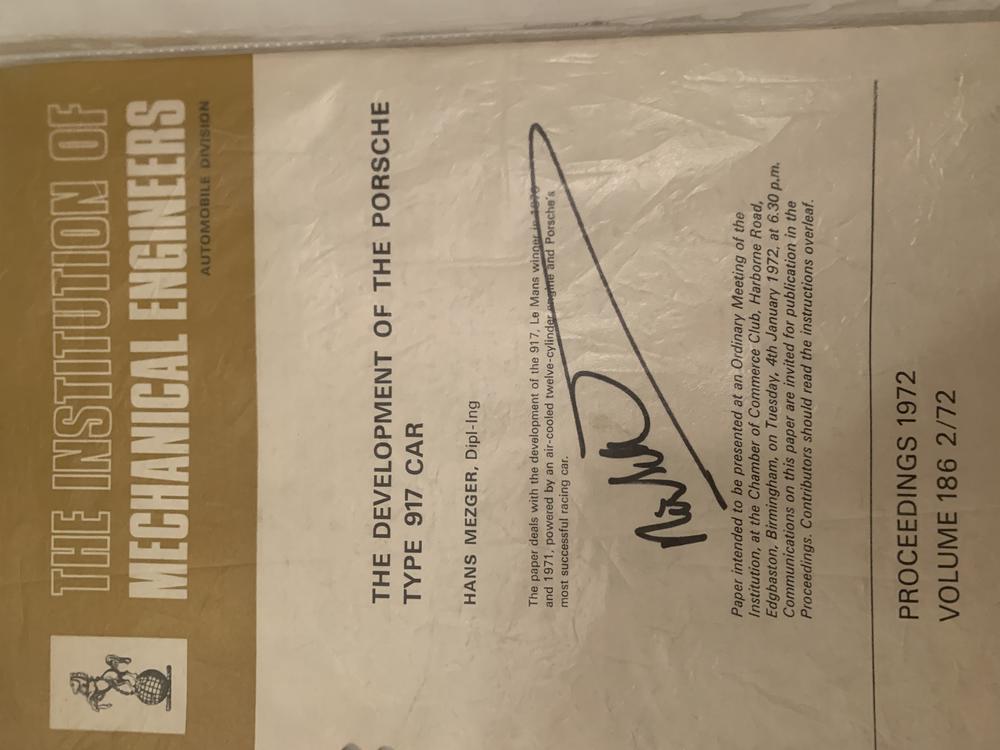 THE INSTITUTION OF
MECHANICAL ENGINEERS
AUTOMOBILE DIVISION
THE DEVELOPMENT OF THE PORSCHE
TYPE 917 CAR
HANS MEZGER, Dipl-Ing
The paper deals with the development of the 917, Le Mans winner in 1970
and 1971, powered by an air-cooled twelve-cylinder engine and Porsche's
most successful racing car.
Paper intended to be presented at an Ordinary Meeting of the
Institution, at the Chamber of Commerce Club, Harborne Road,
Edgbaston, Birmingham, on Tuesday, 4th January 1972, at 6.30 p.m.
Communications on this paper are invited for publication in the
Proceedings. Contributors should read the instructions overleaf.
PROCEEDINGS 1972
VOLUME 186 2/72